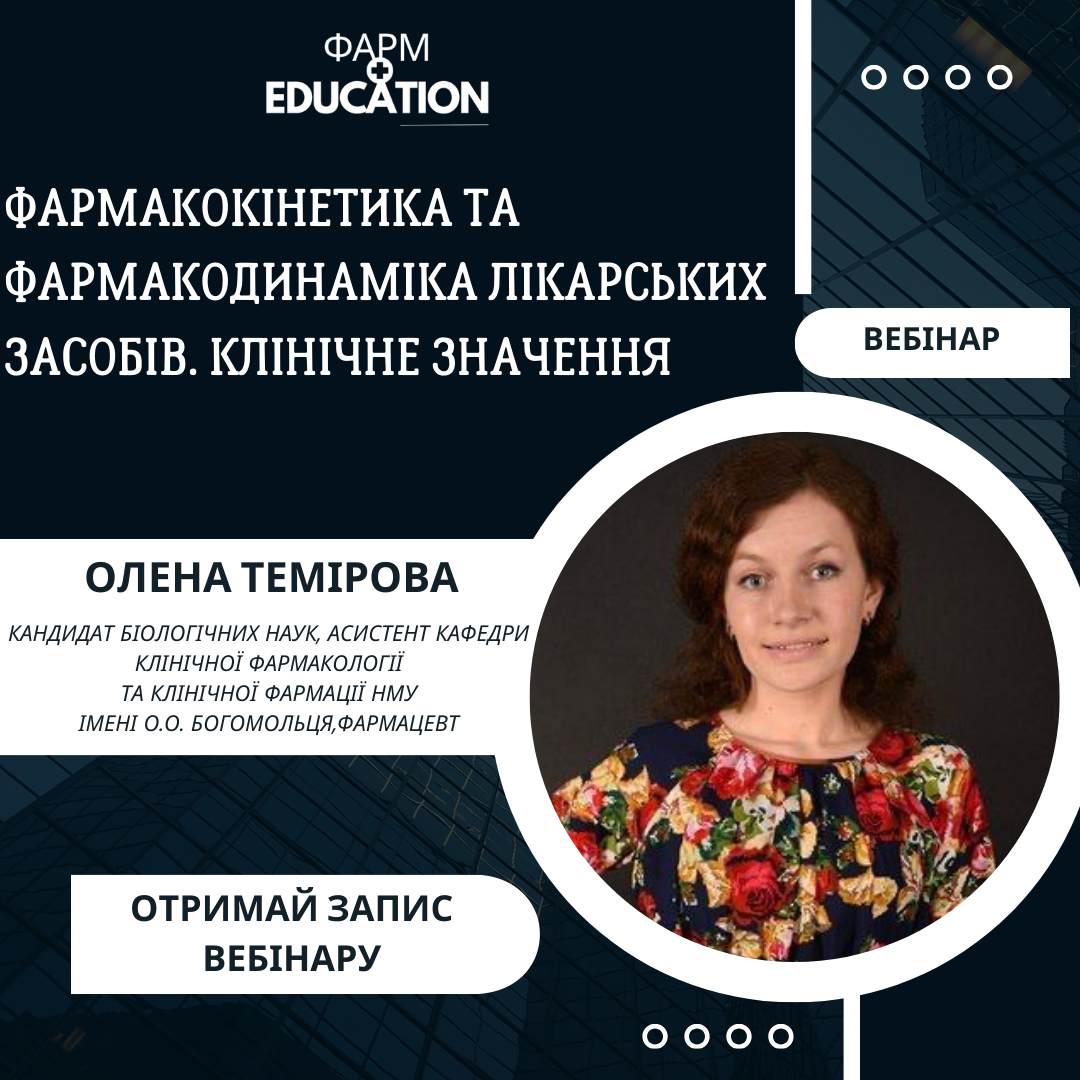 ФАРМ
EDUCATION
ФАРМАКОКІНЕТИКА ТА
ФАРМАКОДИНАМІКА ЛІКАРСЬКИХ
ЗАСОБІВ. КЛІНІЧНЕ ЗНАЧЕННЯ
ВЕБІНАР
ОЛЕНА ТЕМІРОВА
КАНДИДАТ БІОЛОГІЧНИХ НАУК, АСИСТЕНТ КАФЕДРИ
КЛІНІЧНОЇ ФАРМАКОЛОГІЇ
ТА КЛІНІЧНОЇ ФАРМАЦІЇ НМУ
ІМЕНІ О.О. БОГОМОЛЬЦЯ,ФАРМАЦЕВТ
ОТРИМАЙ ЗАПИС
ВЕБІНАРУ